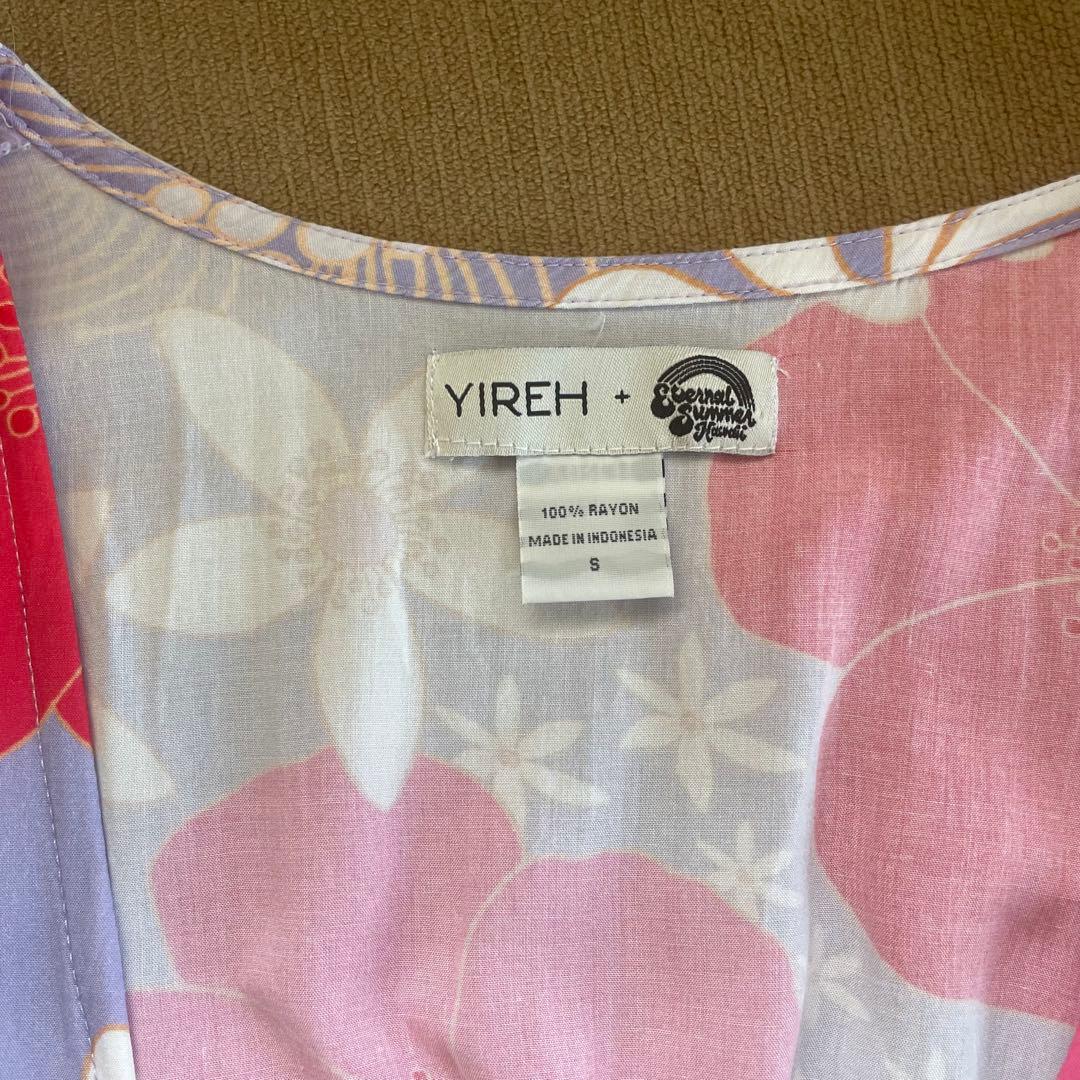 YIREH +
Eternal
Summer
Hawaii
100% RAYON
MADE IN INDONESIA
S